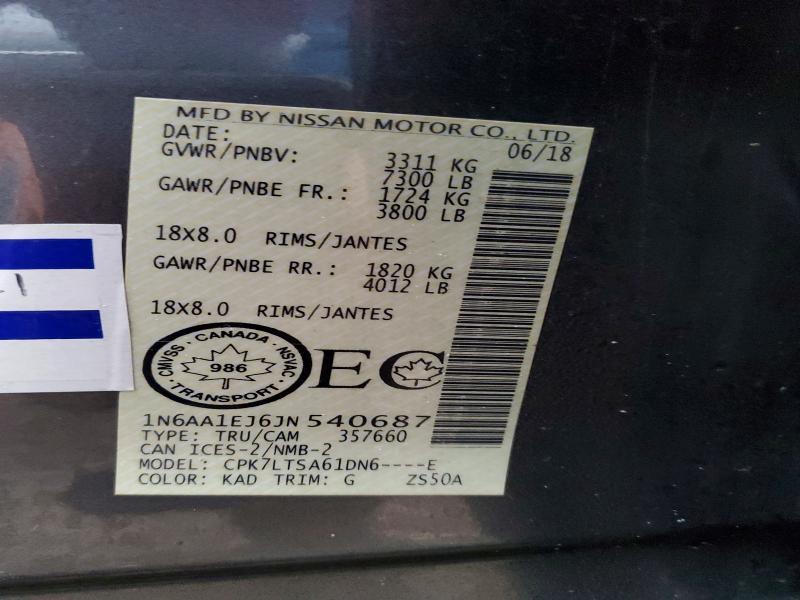 MFD BY NISSAN MOTOR CO., LTD.
DATE: 06/18
GVWR/PNBV: 3311 KG
7300 LB
GAWR/PNBE FR.: 1724 KG
3800 LB
18X8.0 RIMS/JANTES
GAWR/PNBE RR.: 1820 KG
4012 LB
18X8.0 RIMS/JANTES
CMVSS · CANADA · NSVAC
986
· TRANSPORT ·
EC
1N6AA1EJ6JN 540687
TYPE: TRU/CAM 357660
CAN ICES-2/NMB-2
MODEL: CPK7LTSA61DN6----E
COLOR: KAD TRIM: G ZS50A